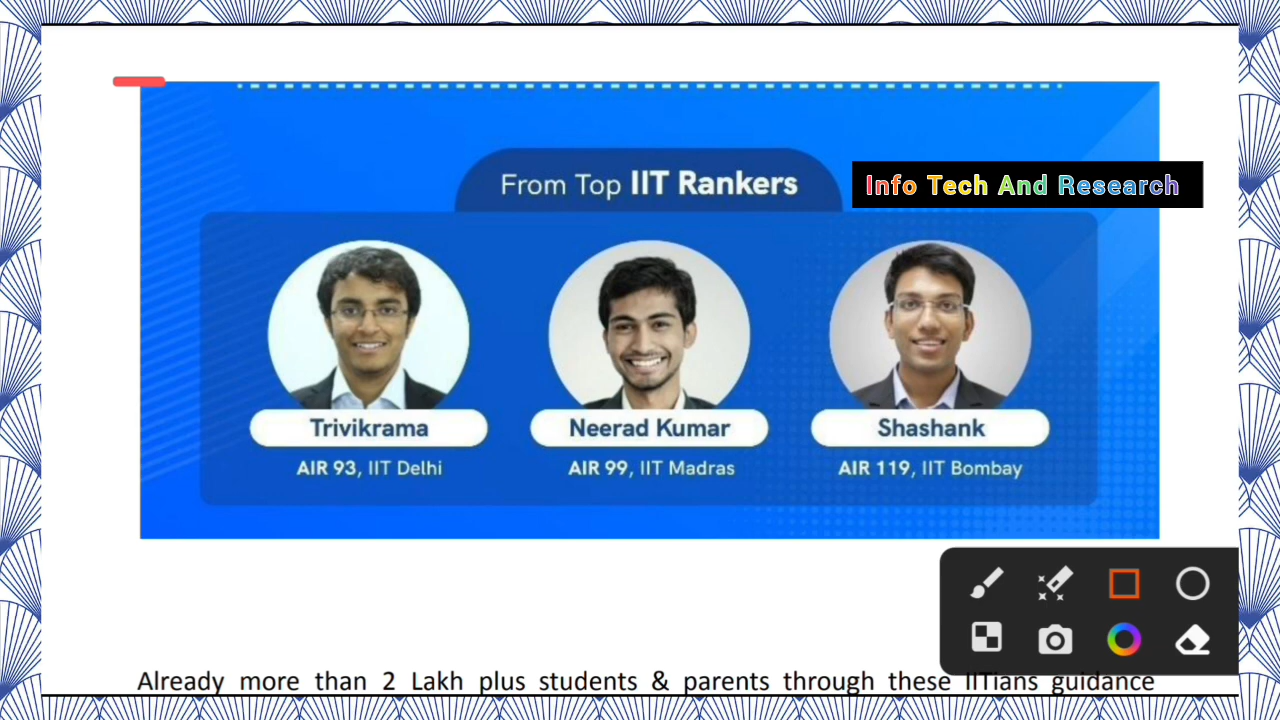 From Top IIT Rankers
Info Tech And Research
Trivikrama
Neerad Kumar
Shashank
AIR 93, IIT Delhi
AIR 99, IIT Madras
AIR 119, IIT Bombay
Already more than 2 Lakh plus students & parents through these IITians guidance